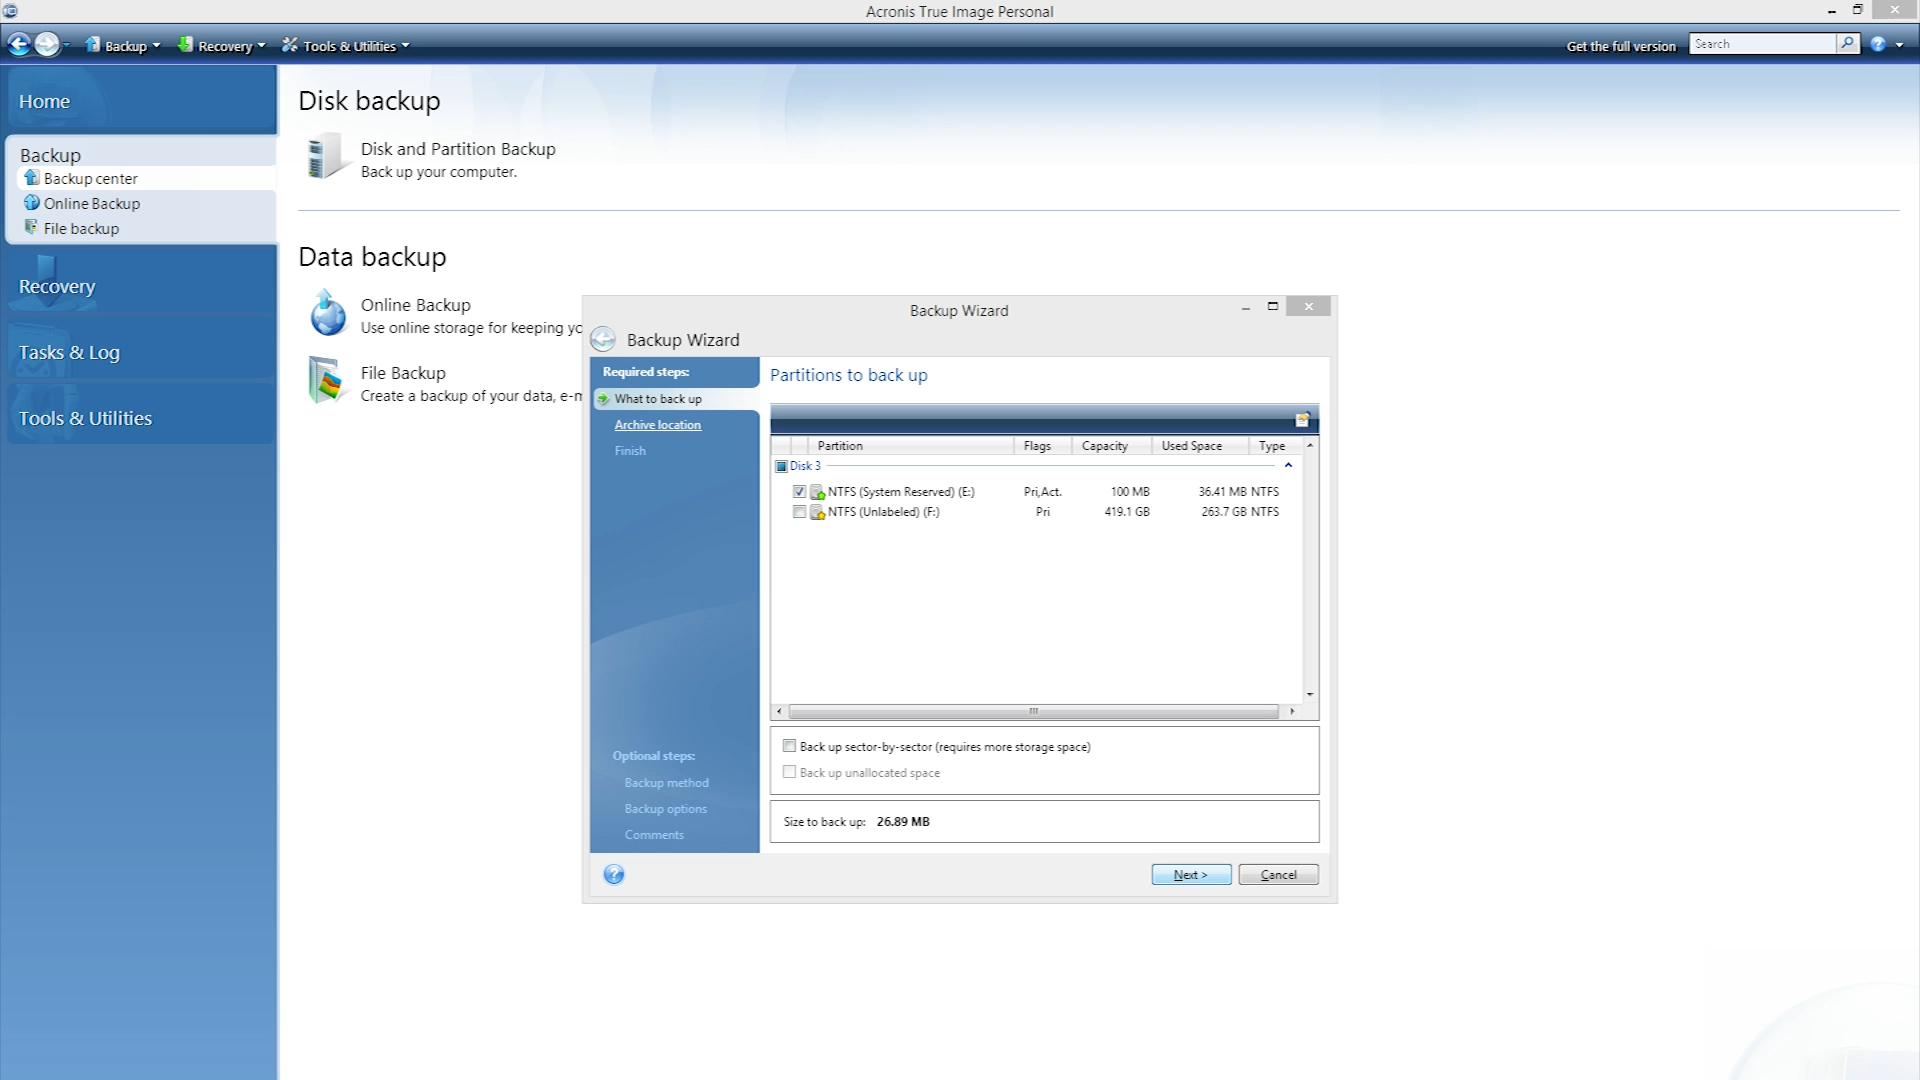 Acronis True Image Personal
Backup
Recovery
Tools & Utilities
Get the full version
Search
Home
Backup
Backup center
Online Backup
File backup
Recovery
Tasks & Log
Tools & Utilities
Disk backup
Disk and Partition Backup
Back up your computer.
Data backup
Online Backup
Use online storage for keeping yo
File Backup
Create a backup of your data, e-m
Backup Wizard
Backup Wizard
Required steps:
What to back up
Archive location
Finish
Optional steps:
Backup method
Backup options
Comments
Partitions to back up
Partition Flags Capacity Used Space Type
Disk 3
NTFS (System Reserved) (E:) Pri,Act. 100 MB 36.41 MB NTFS
NTFS (Unlabeled) (F:) Pri 419.1 GB 263.7 GB NTFS
Back up sector-by-sector (requires more storage space)
Back up unallocated space
Size to back up: 26.89 MB
Next >
Cancel